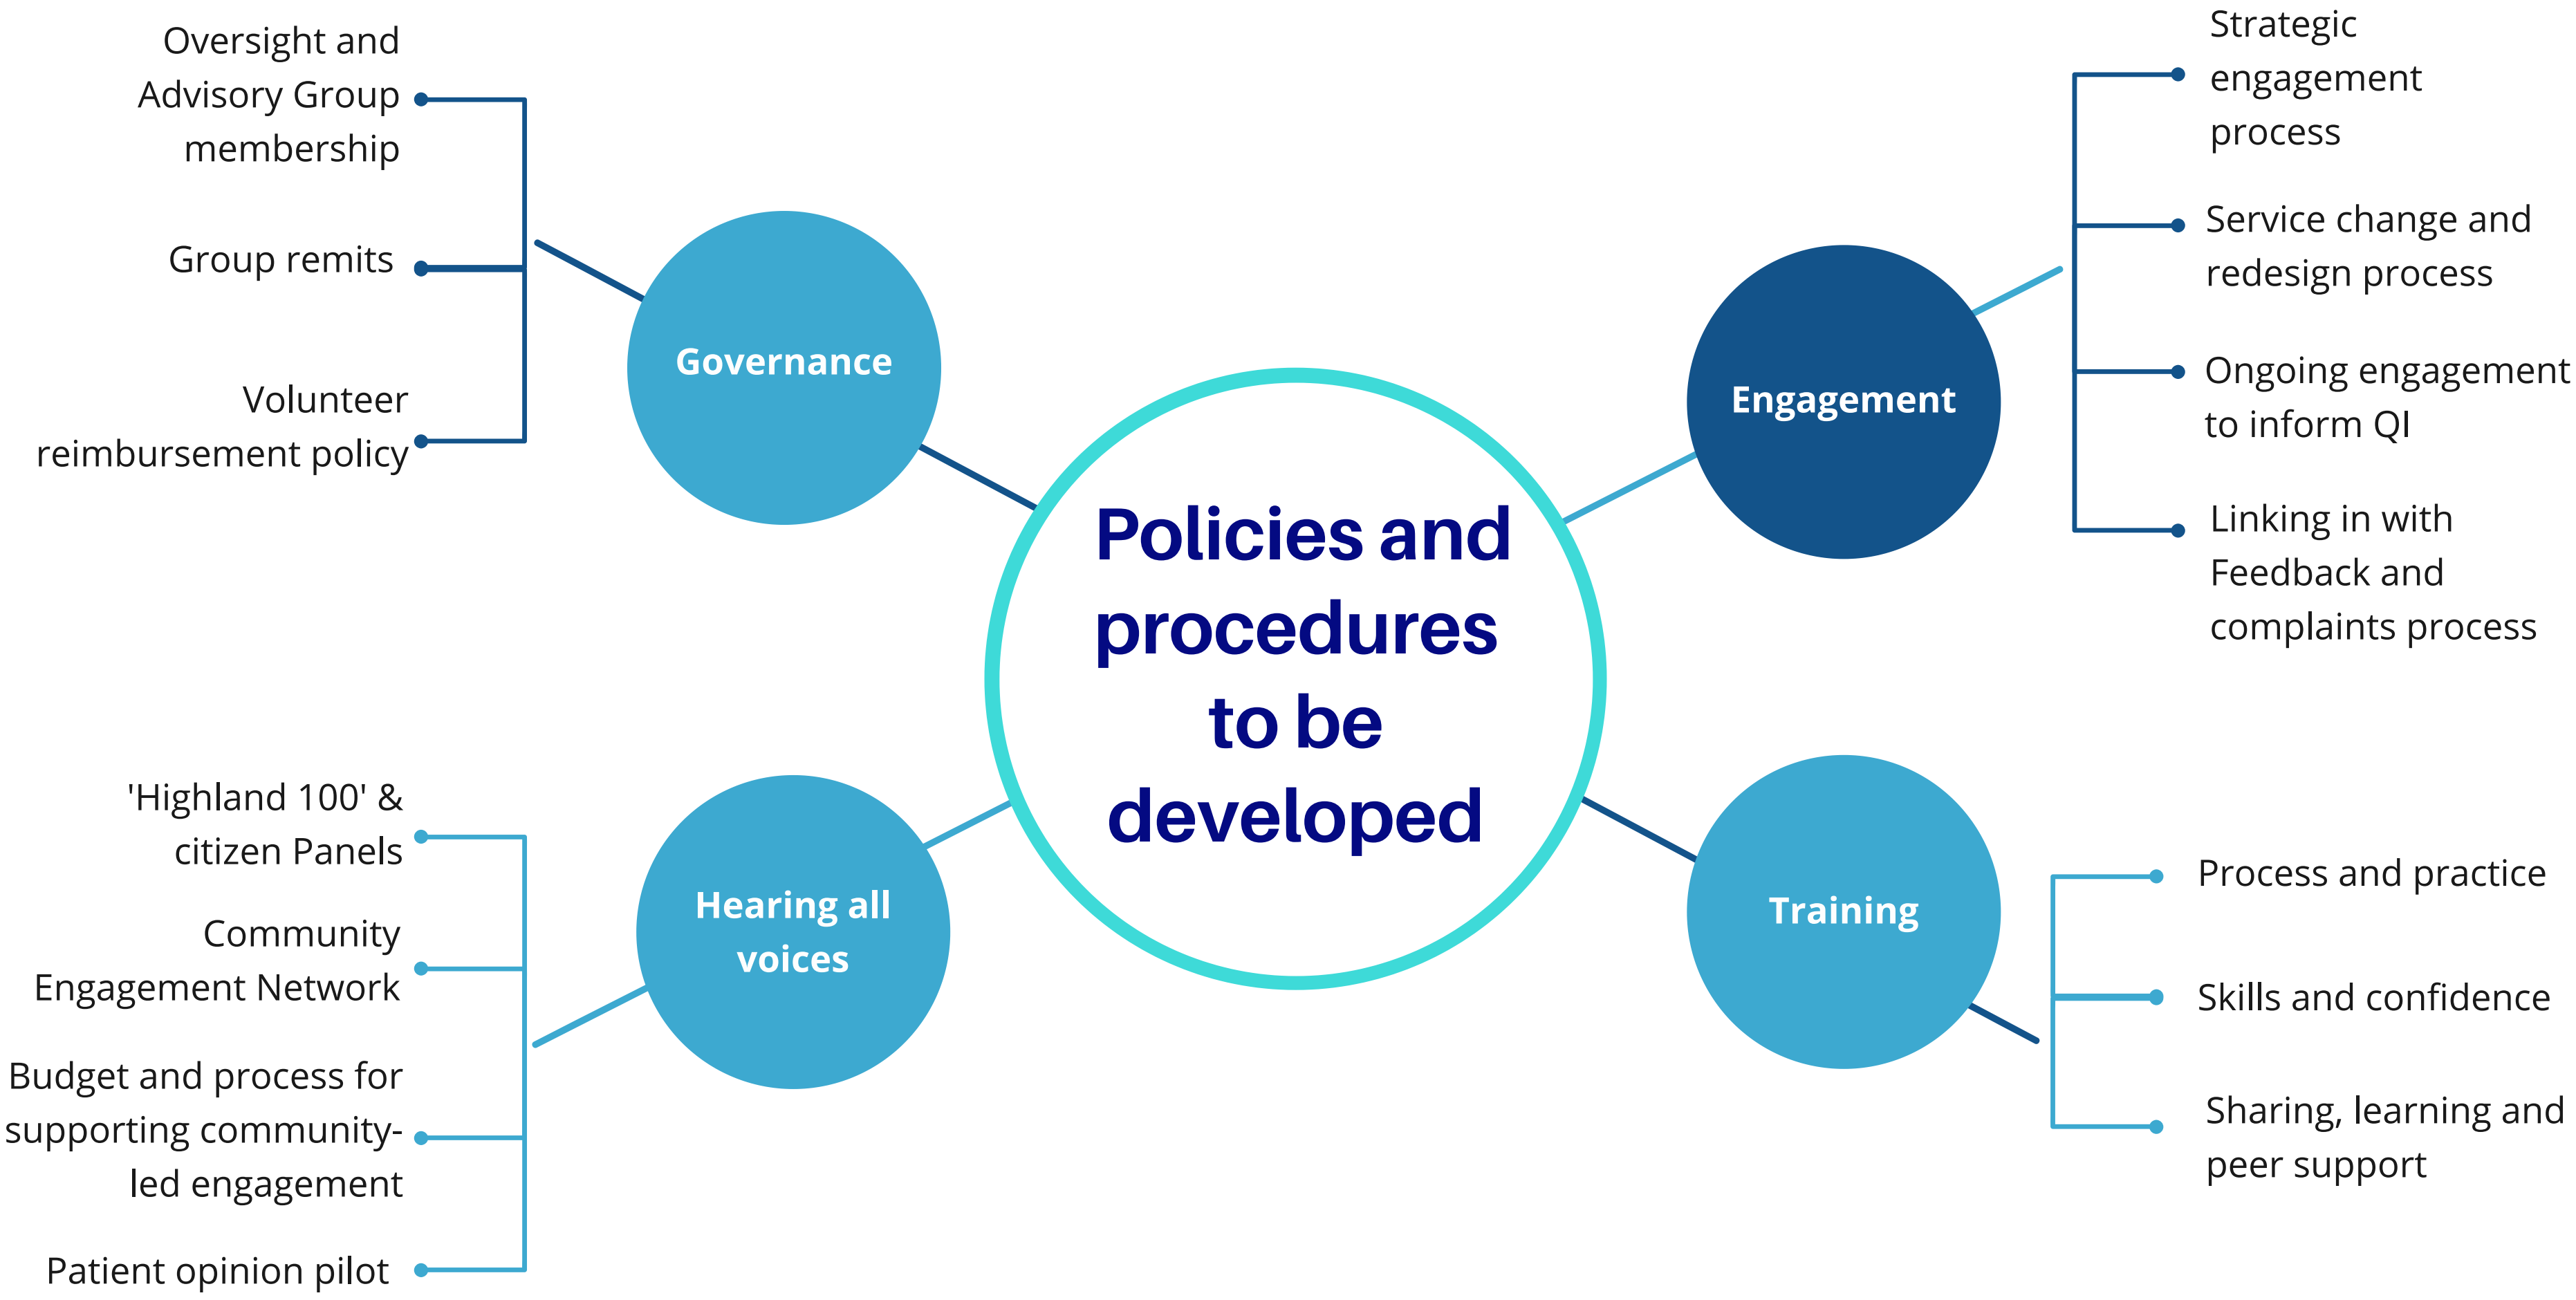 Policies and
procedures
to be
developed
Governance
Oversight and
Advisory Group
membership
Group remits
Volunteer
reimbursement policy
Engagement
Strategic
engagement
process
Service change and
redesign process
Ongoing engagement
to inform QI
Linking in with
Feedback and
complaints process
Hearing all
voices
'Highland 100' &
citizen Panels
Community
Engagement Network
Budget and process for
supporting community-
led engagement
Patient opinion pilot
Training
Process and practice
Skills and confidence
Sharing, learning and
peer support